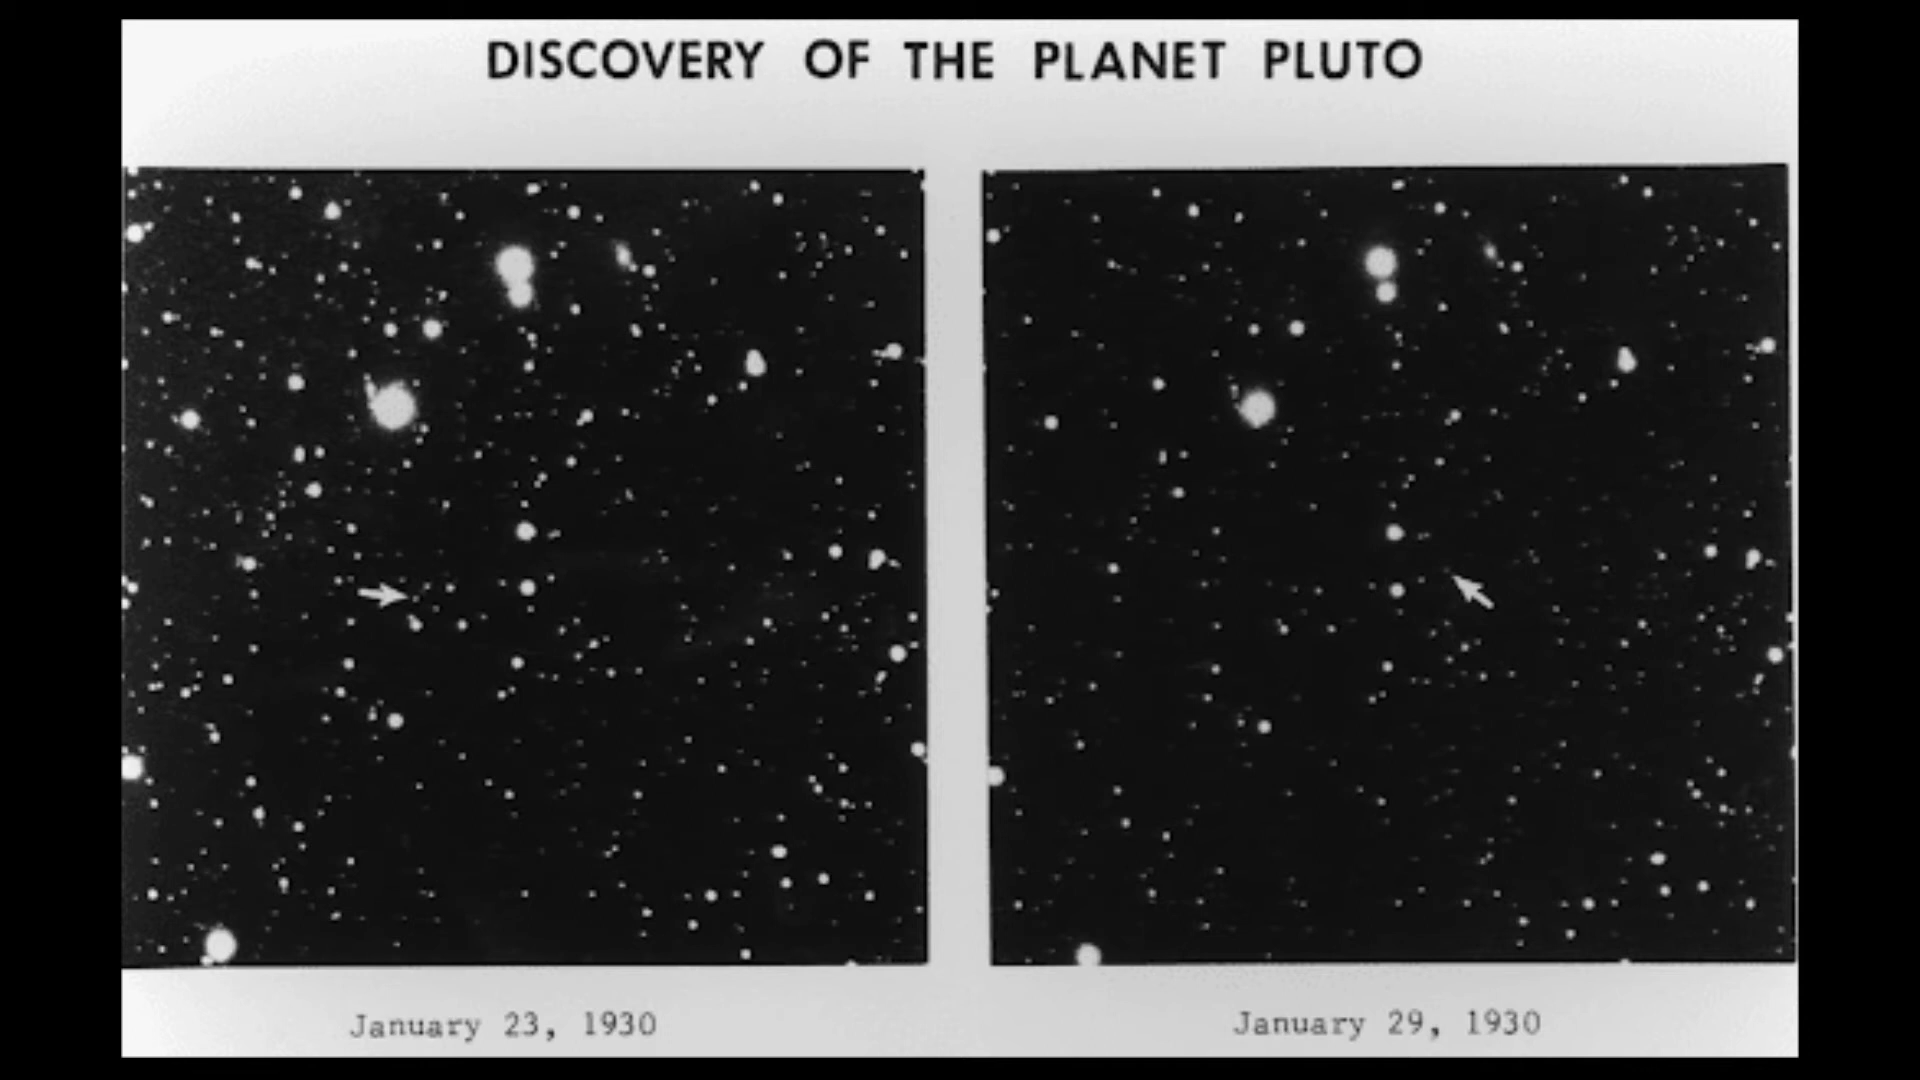 DISCOVERY OF THE PLANET PLUTO
January 23, 1930
January 29, 1930